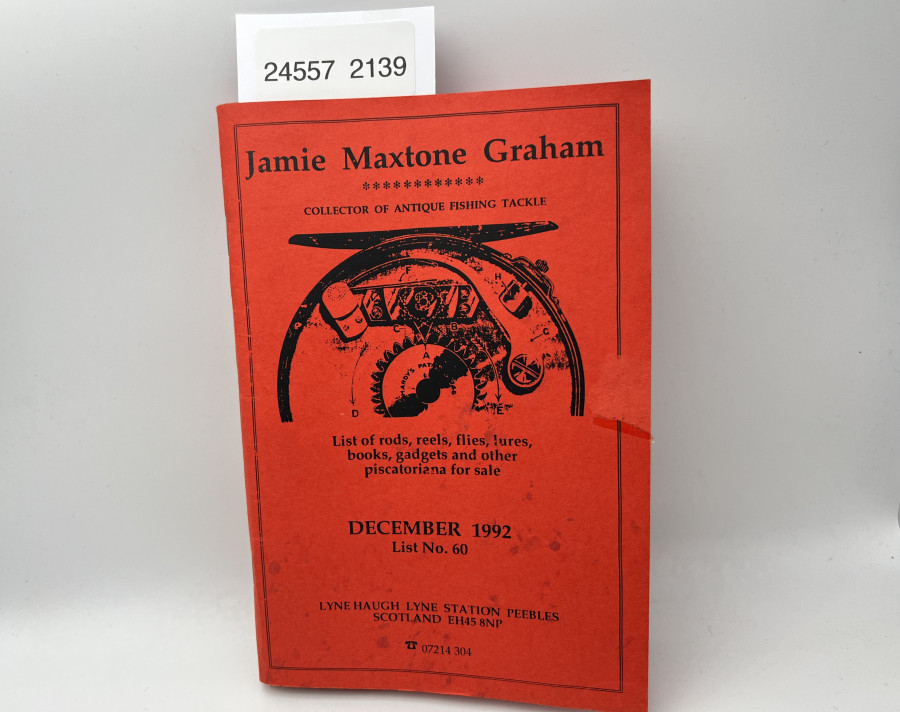 24557 2139
Jamie Maxtone Graham
************
COLLECTOR OF ANTIQUE FISHING TACKLE
F
H
C
B
G
A
HARDY'S PAT
D
E
List of rods, reels, flies, lures,
books, gadgets and other
piscatoriana for sale
DECEMBER 1992
List No. 60
LYNE HAUGH LYNE STATION PEEBLES
SCOTLAND EH45 8NP
☎ 07214 304